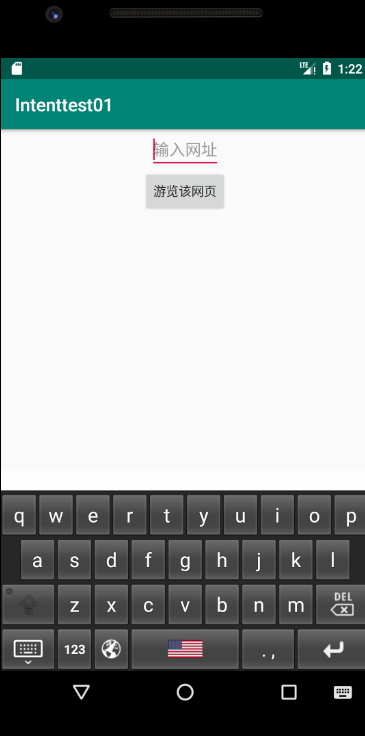 LTE 1:22
Intenttest01
输入网址
游览该网页
q w e r t y u i o p
a s d f g h j k l
z x c v b n m DEL
123 . ,